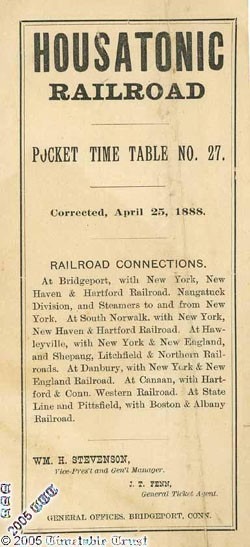 HOUSATONIC
RAILROAD
POCKET TIME TABLE NO. 27.
Corrected, April 25, 1888.
RAILROAD CONNECTIONS.
At Bridgeport, with New York, New
Haven & Hartford Railroad. Naugatuck
Division, and Steamers to and from New
York. At South Norwalk, with New York,
New Haven & Hartford Railroad. At Haw-
leyville, with New York & New England,
and Shepang, Litchfield & Northern Rail-
roads. At Danbury, with New York & New
England Railroad. At Canaan, with Hart-
ford & Conn. Western Railroad. At State
Line and Pittsfield, with Boston & Albany
Railroad.
WM. H. STEVENSON,
Vice-Pres't and Gen'l Manager.
J. T. FENN,
General Ticket Agent.
GENERAL OFFICES, BRIDGEPORT, CONN.
2005
© 2005 Timetable Trust